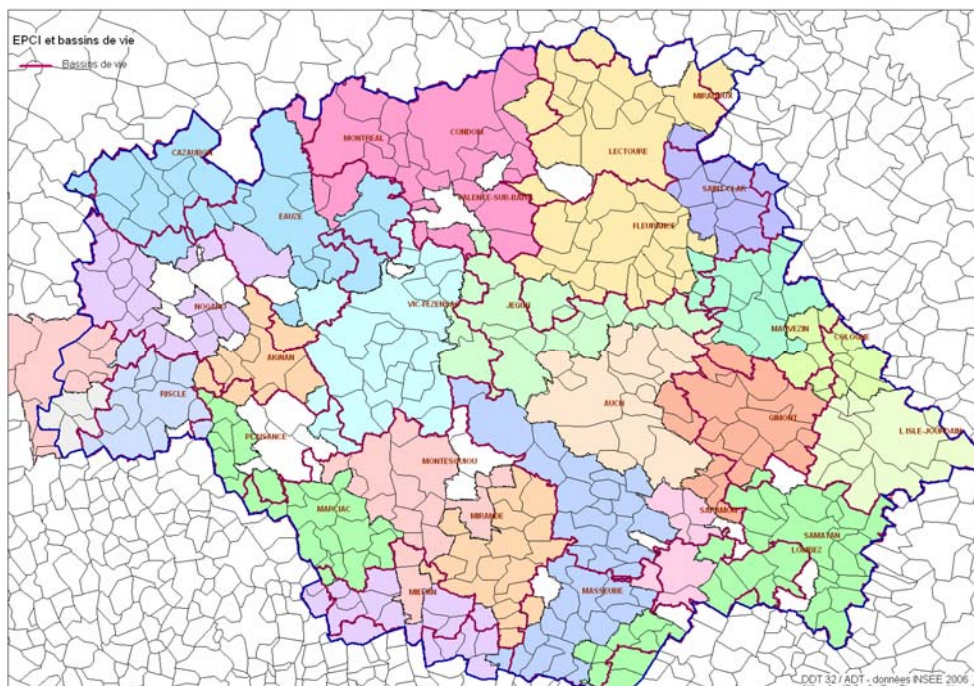 EPCI et bassins de vie
Bassins de vie
MIRADOUX
CONDOM
MONTREAL
LECTOURE
CAZAUBON
SAINT-CLAR
VALENCE-SUR-BAISE
EAUZE
FLEURANCE
VIC-FEZENSAC
JEGUN
NOGARO
MAUVEZIN
COLOGNE
AIGNAN
RISCLE
AUCH
GIMONT
L'ISLE-JOURDAIN
PLAISANCE
MONTESQUIOU
MARCIAC
MIRANDE
SARAMON
SAMATAN
LOMBEZ
MIELAN
MASSEUBE
DDT 32 / ADT - données INSEE 2006